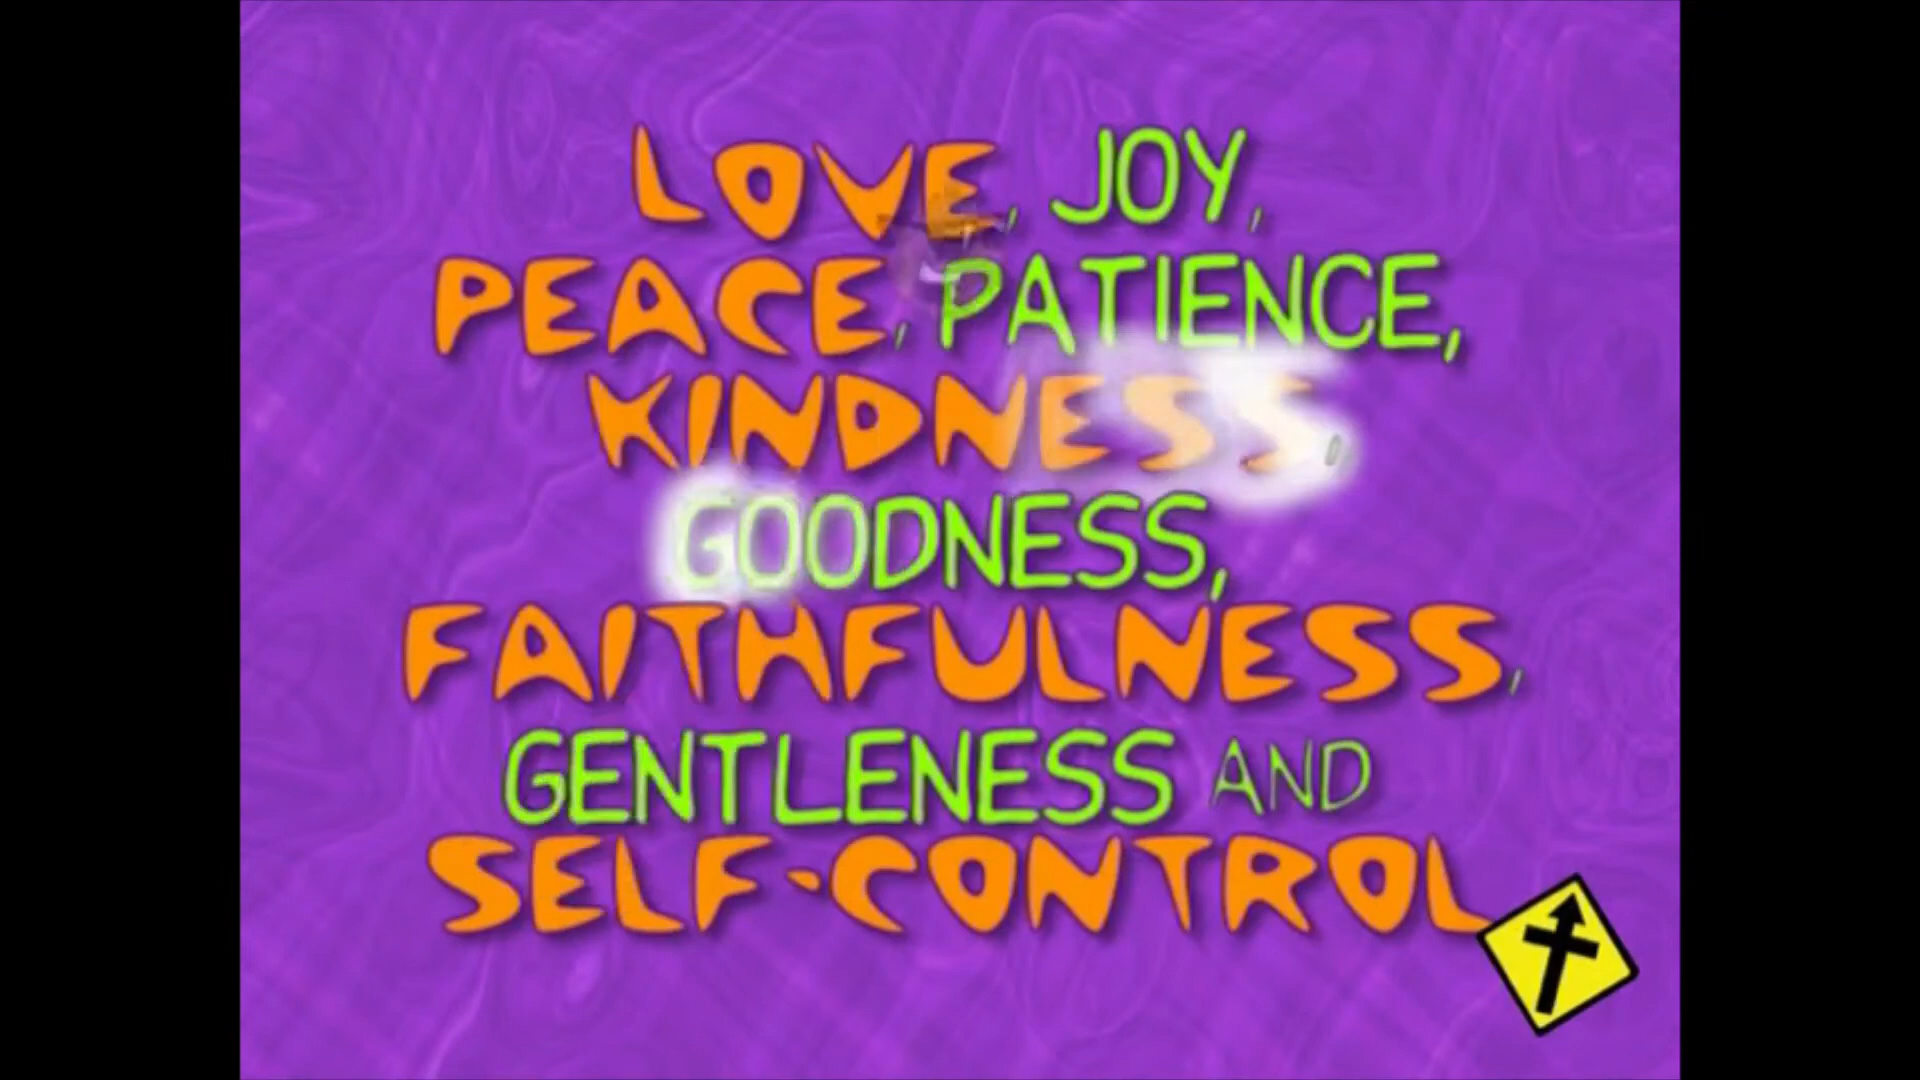 LOVE, JOY,
PEACE, PATIENCE,
KINDNESS,
GOODNESS,
FAITHFULNESS,
GENTLENESS AND
SELF-CONTROL